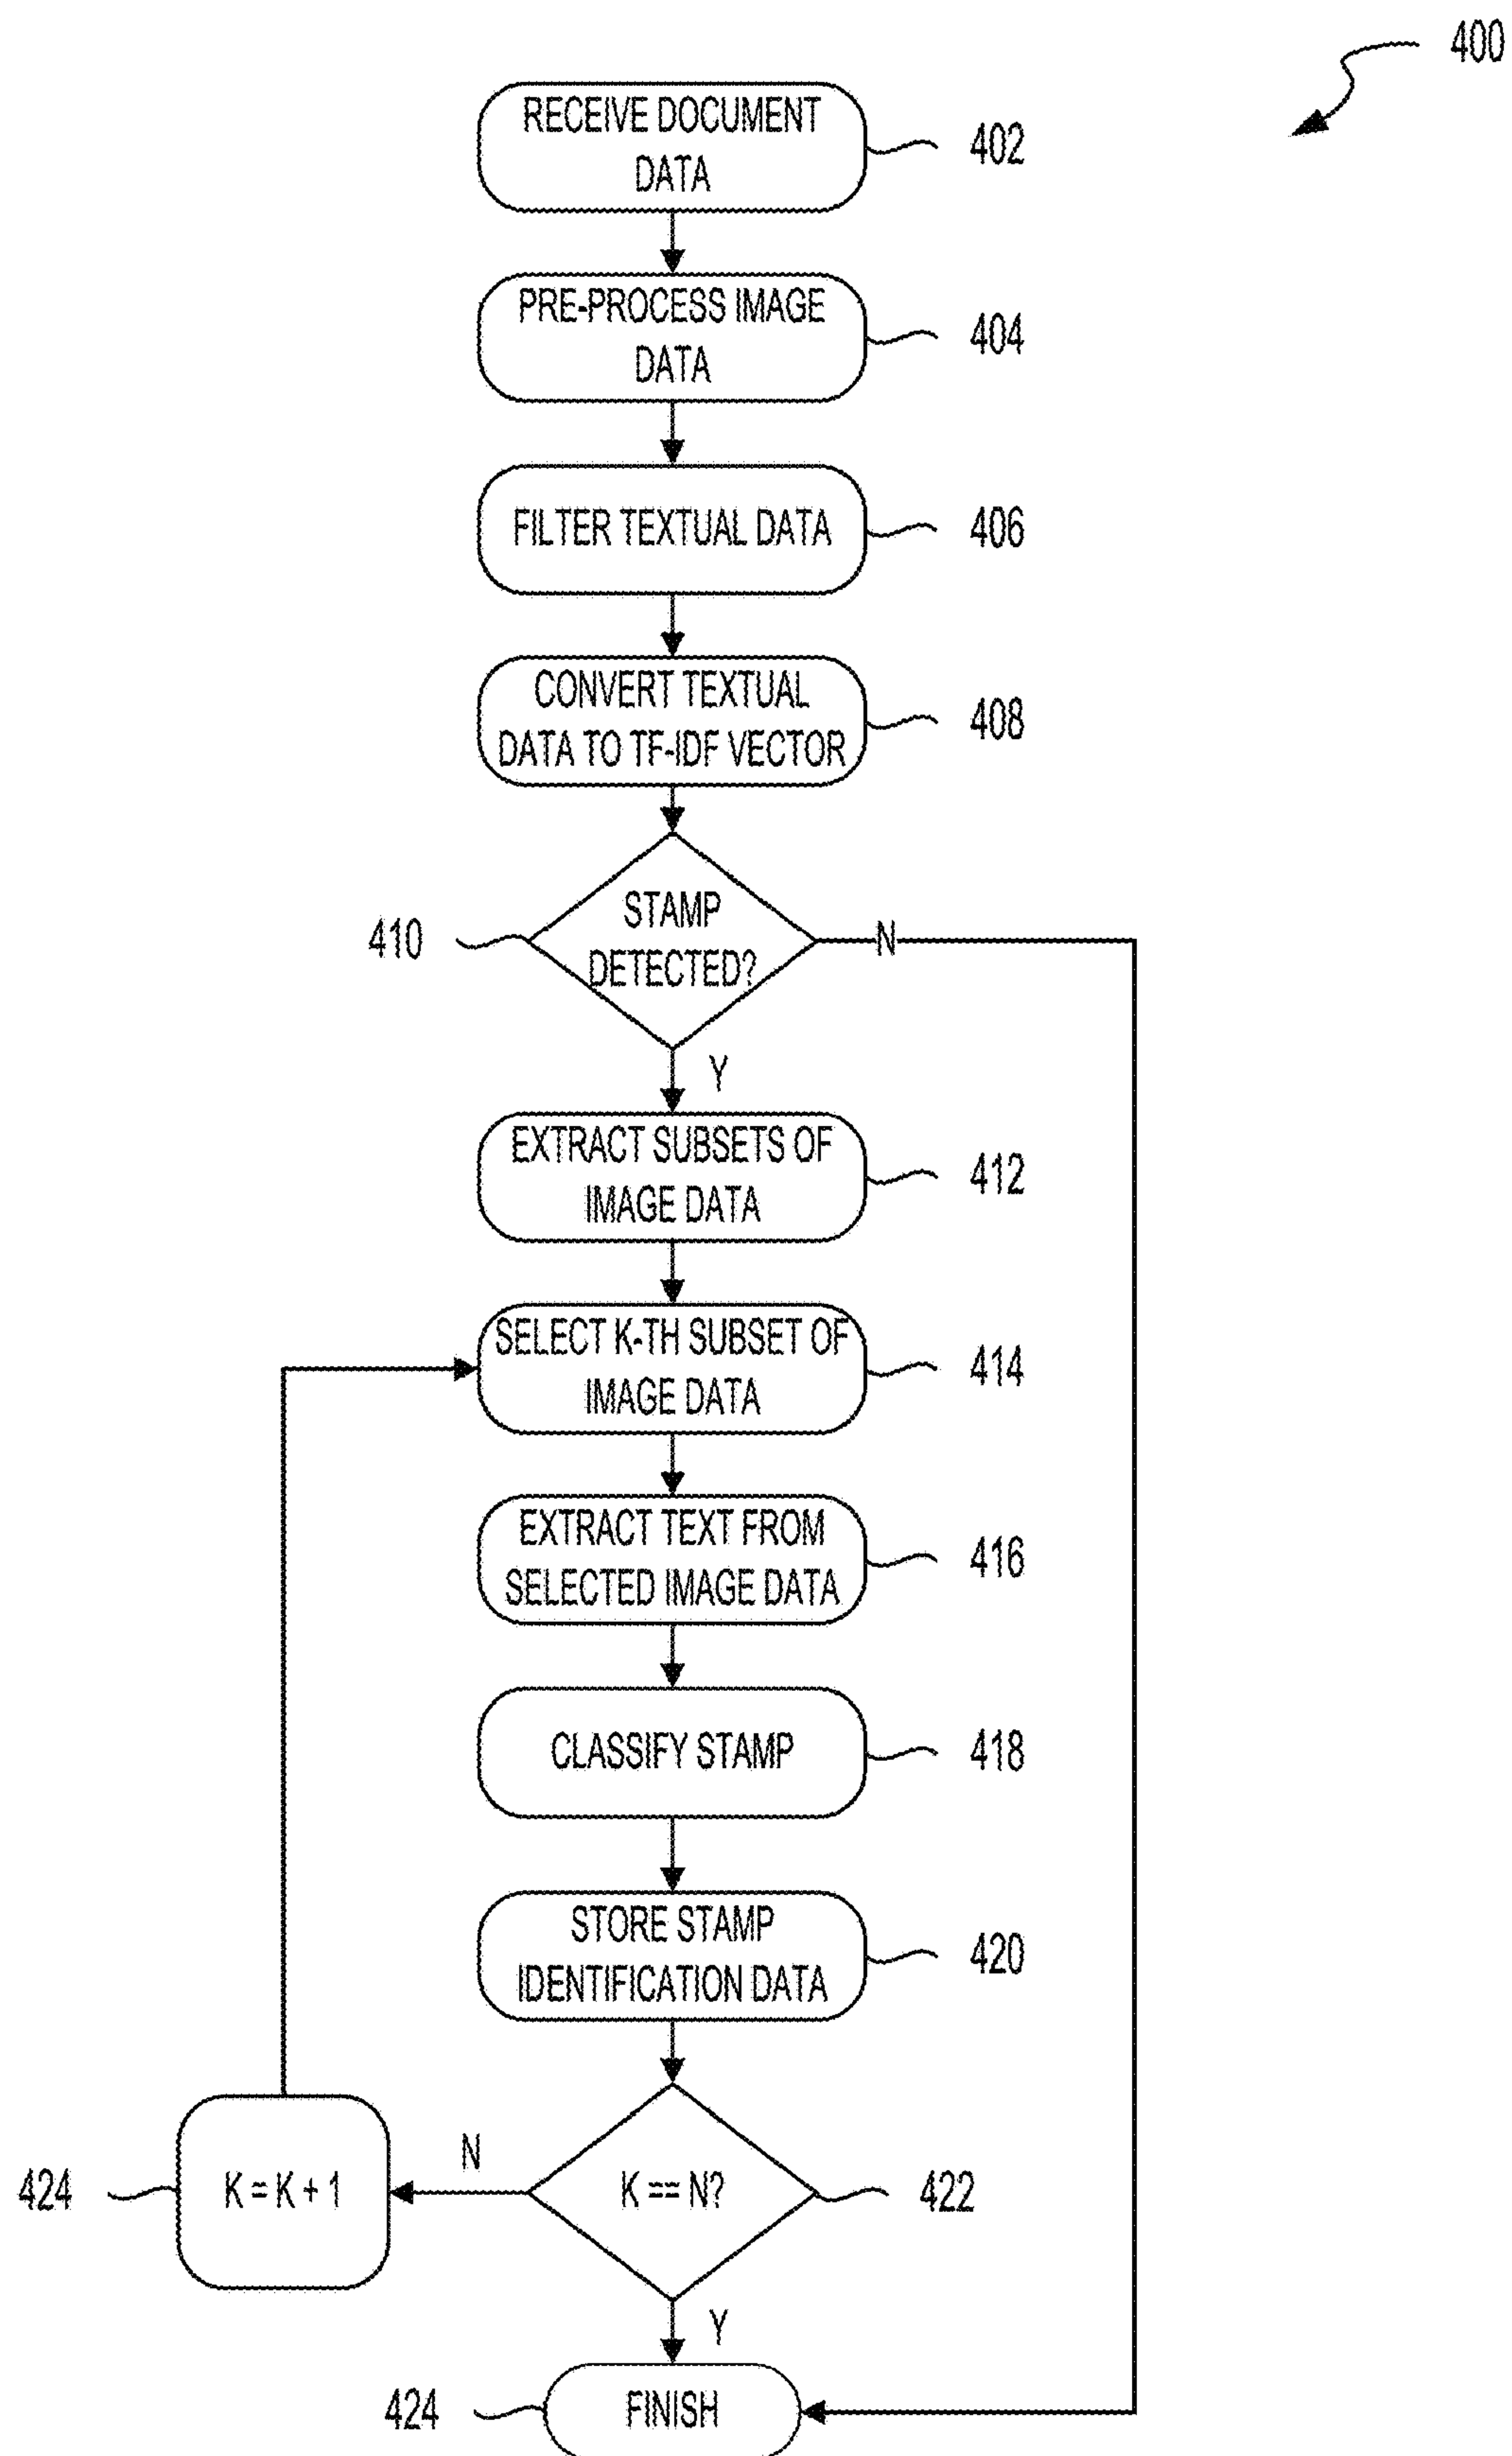 400
RECEIVE DOCUMENT
DATA
402
PRE-PROCESS IMAGE
DATA
404
FILTER TEXTUAL DATA
406
CONVERT TEXTUAL
DATA TO TF-IDF VECTOR
408
STAMP
DETECTED?
410
N
Y
EXTRACT SUBSETS OF
IMAGE DATA
412
SELECT K-TH SUBSET OF
IMAGE DATA
414
EXTRACT TEXT FROM
SELECTED IMAGE DATA
416
CLASSIFY STAMP
418
STORE STAMP
IDENTIFICATION DATA
420
K == N?
422
N
K = K + 1
424
Y
FINISH
424